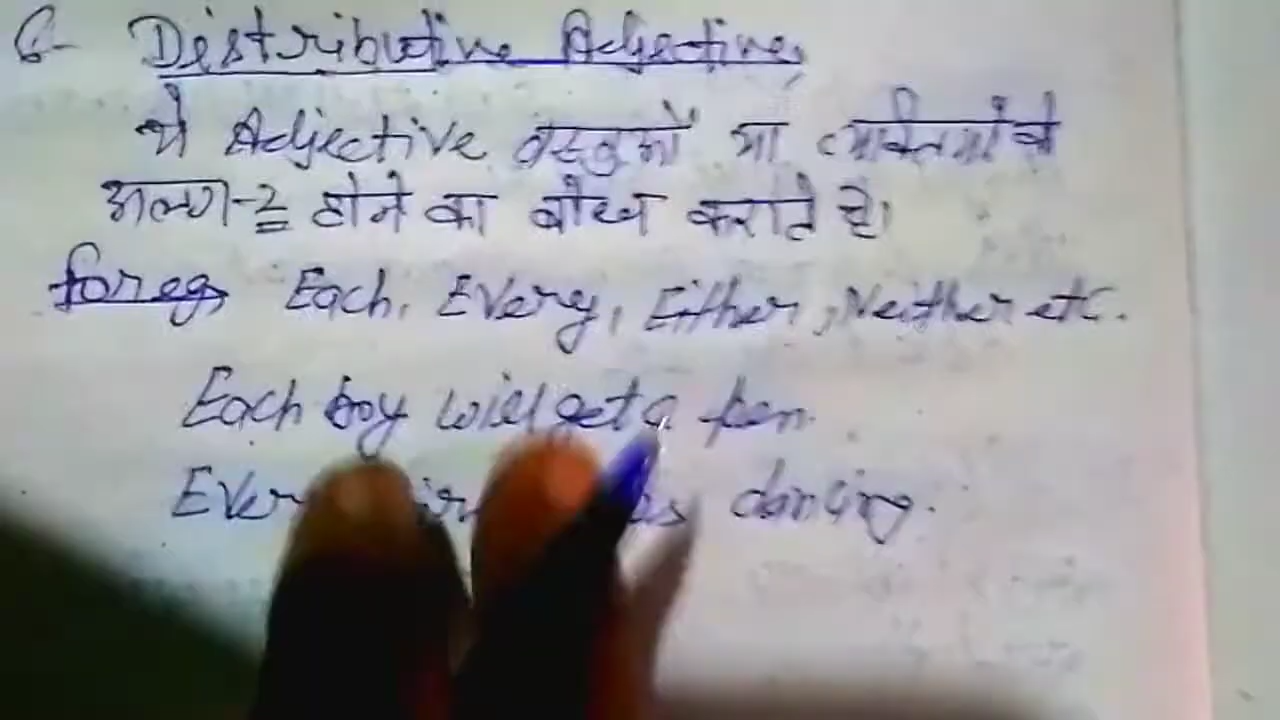 6- Distributive Adjective,
ये Adjective वस्तुओं या व्यक्तियों के
अलग-2 होने का बोध कराते है।
for eg, Each, Every, Either, Neither etc.
Each boy will get a pen.
dancing.